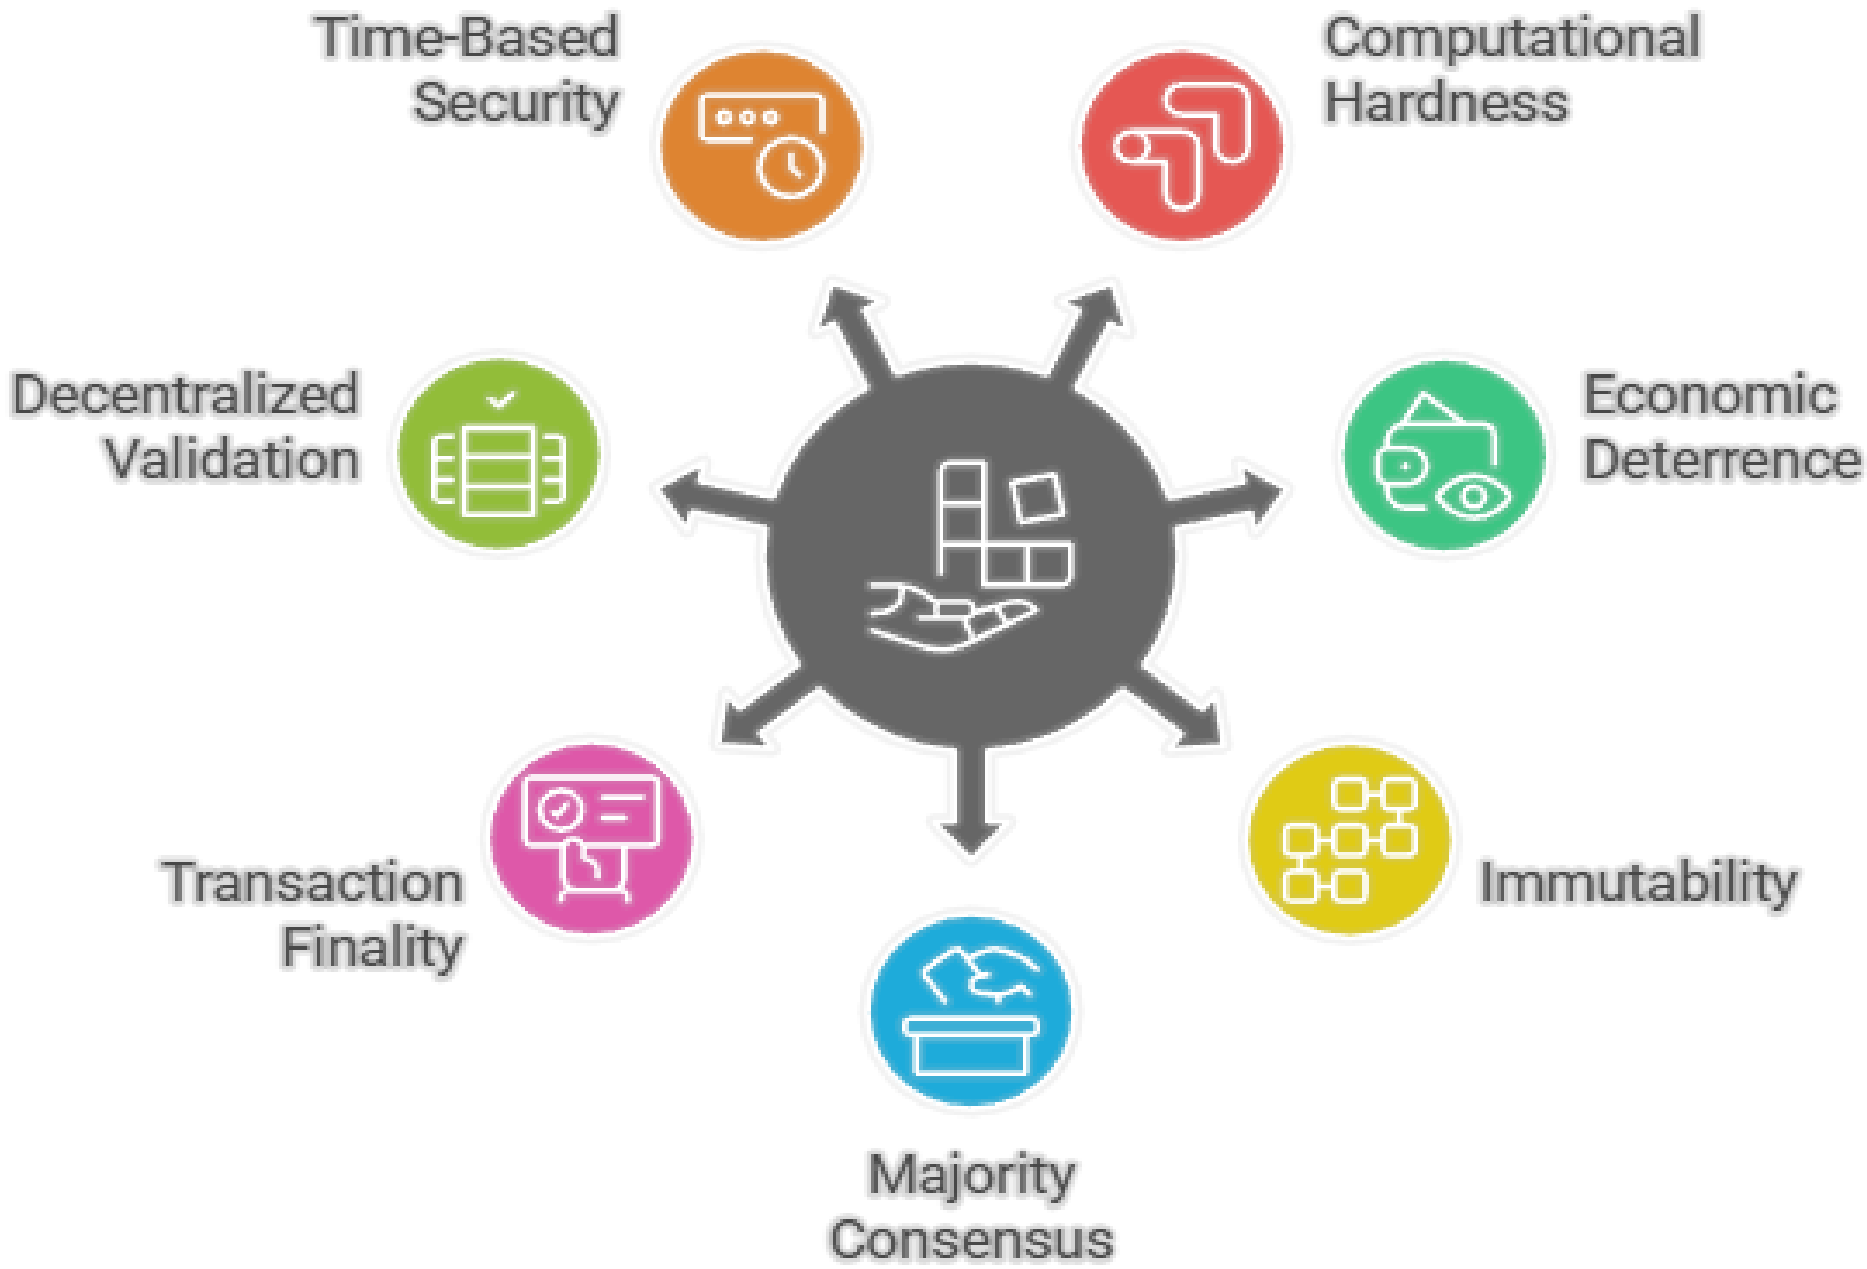 Time-Based
Security
Computational
Hardness
Decentralized
Validation
Economic
Deterrence
Transaction
Finality
Immutability
Majority
Consensus